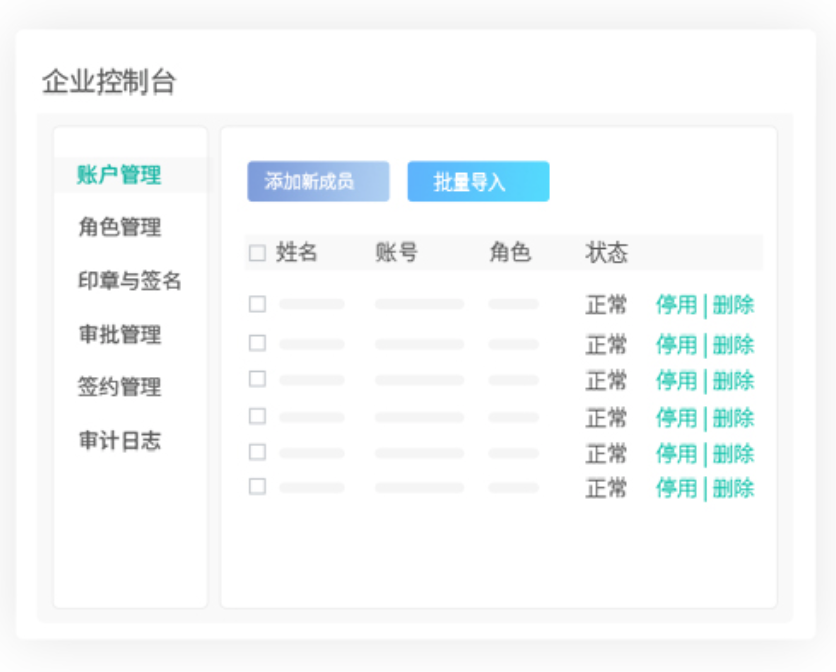 企业控制台
账户管理
角色管理
印章与签名
审批管理
签约管理
审计日志
添加新成员 批量导入
姓名 账号 角色 状态
正常 停用|删除
正常 停用|删除
正常 停用|删除
正常 停用|删除
正常 停用|删除
正常 停用|删除